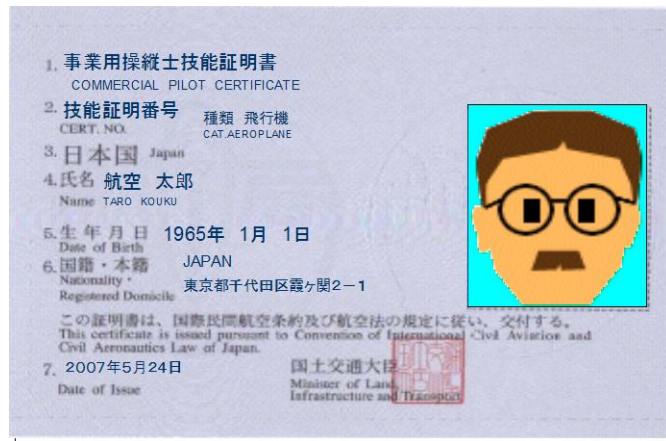 1. 事業用操縦士技能証明書
COMMERCIAL PILOT CERTIFICATE
2. 技能証明番号 種類 飛行機
CERT. NO. CAT.AEROPLANE
3. 日本国 Japan
4. 氏名 航空 太郎
Name TARO KOUKU
5. 生年月日 1965年 1月 1日
Date of Birth
6. 国籍・本籍 JAPAN
Nationality・
Registered Domicile 東京都千代田区霞ヶ関2－1
この証明書は、国際民間航空条約及び航空法の規定に従い、交付する。
This certificate is issued pursuant to Convention of International Civil Aviation and
Civil Aeronautics Law of Japan.
7. 2007年5月24日 国土交通大臣
Date of Issue Minister of Land
Infrastructure and Transport